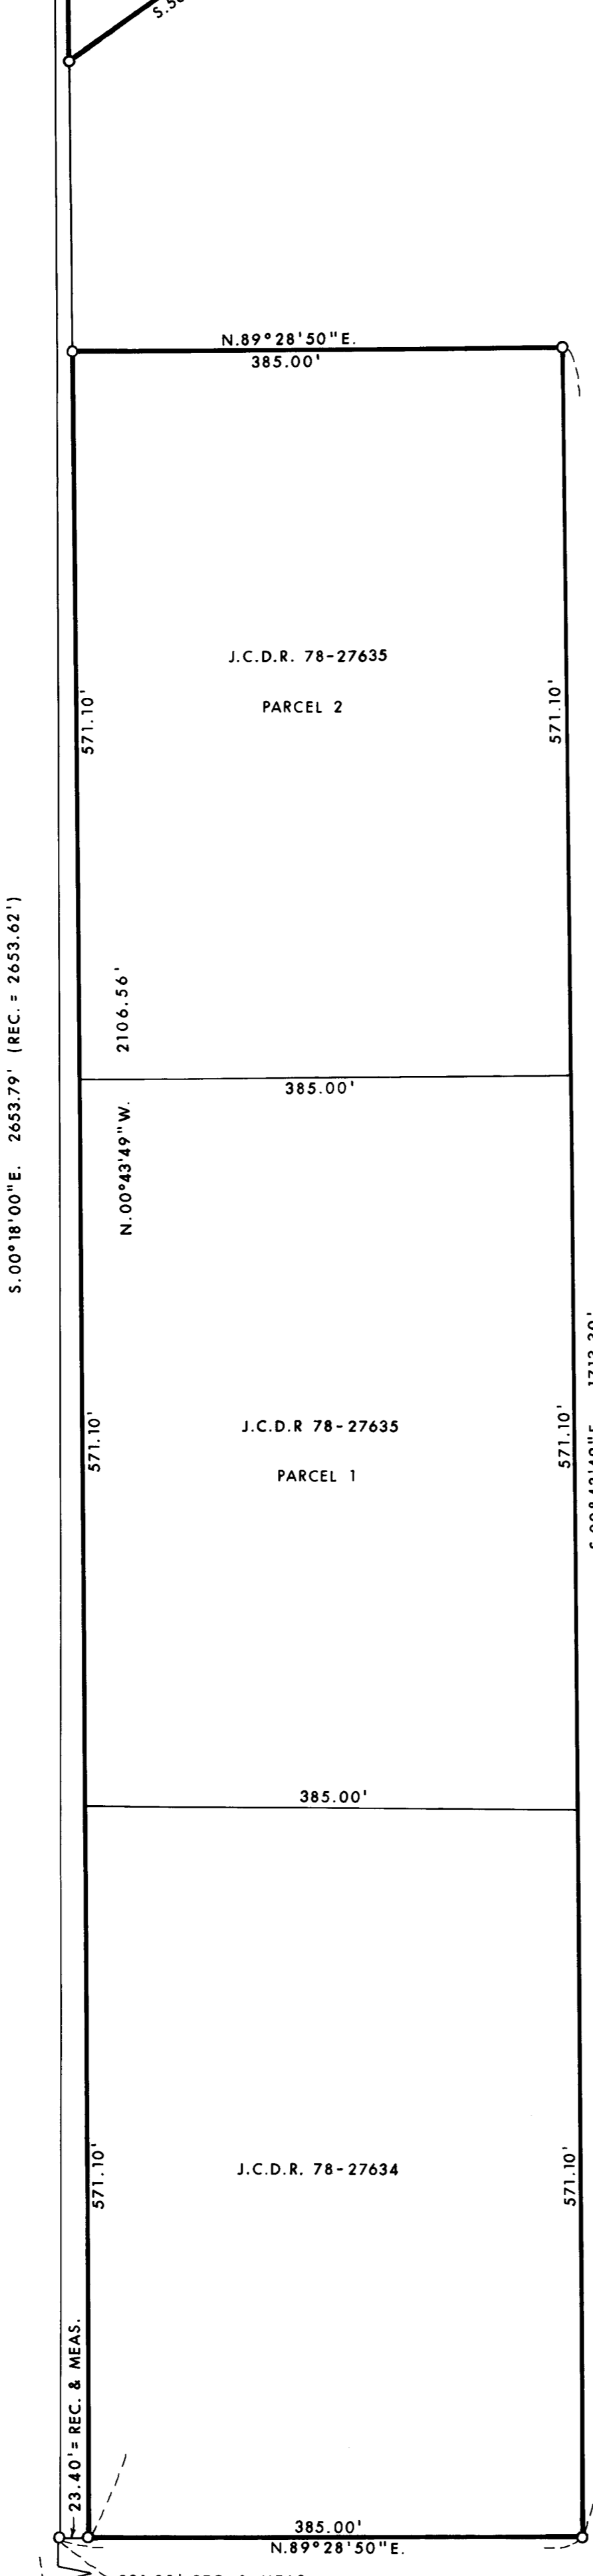 N.89°28'50"E.
385.00'
J.C.D.R. 78-27635
PARCEL 2
571.10'
571.10'
S.00°18'00"E. 2653.79' (REC. = 2653.62')
N.00°43'49"W. 2106.56'
385.00'
J.C.D.R 78-27635
PARCEL 1
571.10'
571.10'
385.00'
J.C.D.R. 78-27634
571.10'
571.10'
23.40' = REC. & MEAS.
385.00'
N.89°28'50"E.